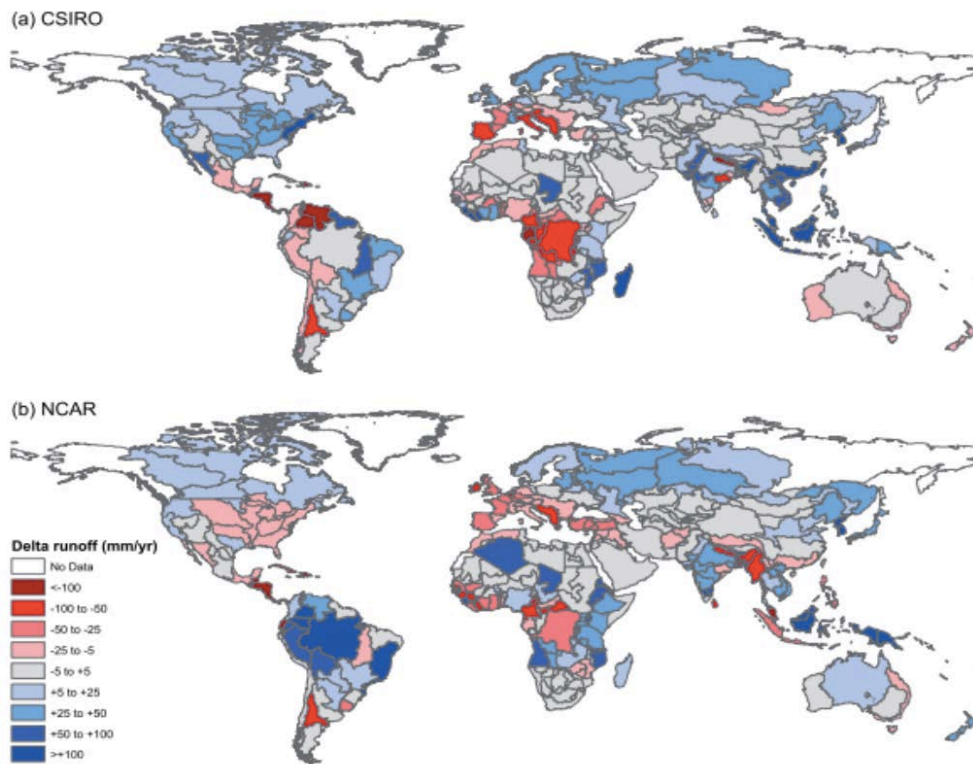 (a) CSIRO
(b) NCAR
Delta runoff (mm/yr)
No Data
<-100
-100 to -50
-50 to -25
-25 to -5
-5 to +5
+5 to +25
+25 to +50
+50 to +100
>+100